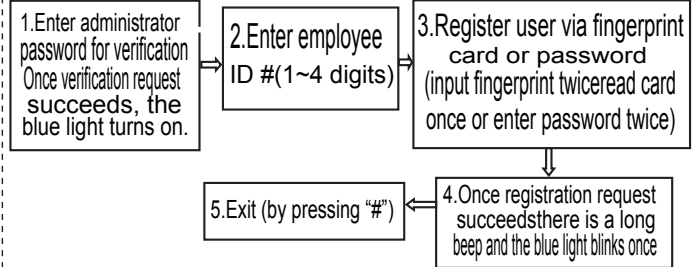 1.Enter administrator
password for verification
Once verification request
succeeds, the
blue light turns on.
2.Enter employee
ID #(1~4 digits)
3.Register user via fingerprint
card or password
(input fingerprint twiceread card
once or enter password twice)
4.Once registration request
succeedsthere is a long
beep and the blue light blinks once
5.Exit (by pressing “#”)